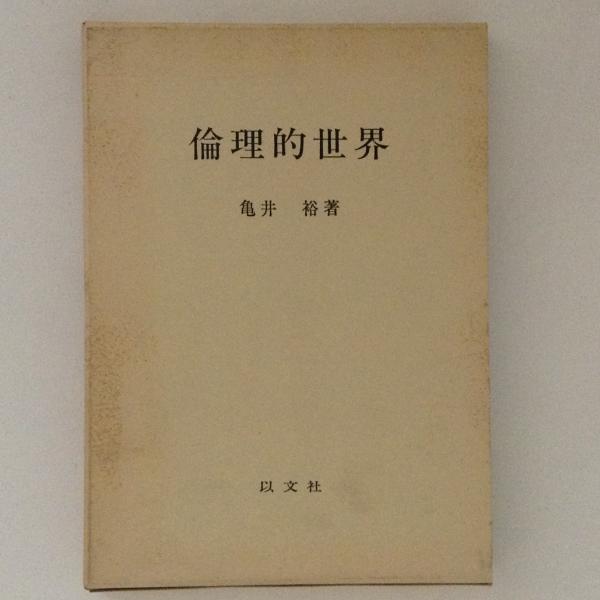 倫理的世界
亀井　裕著
以文社